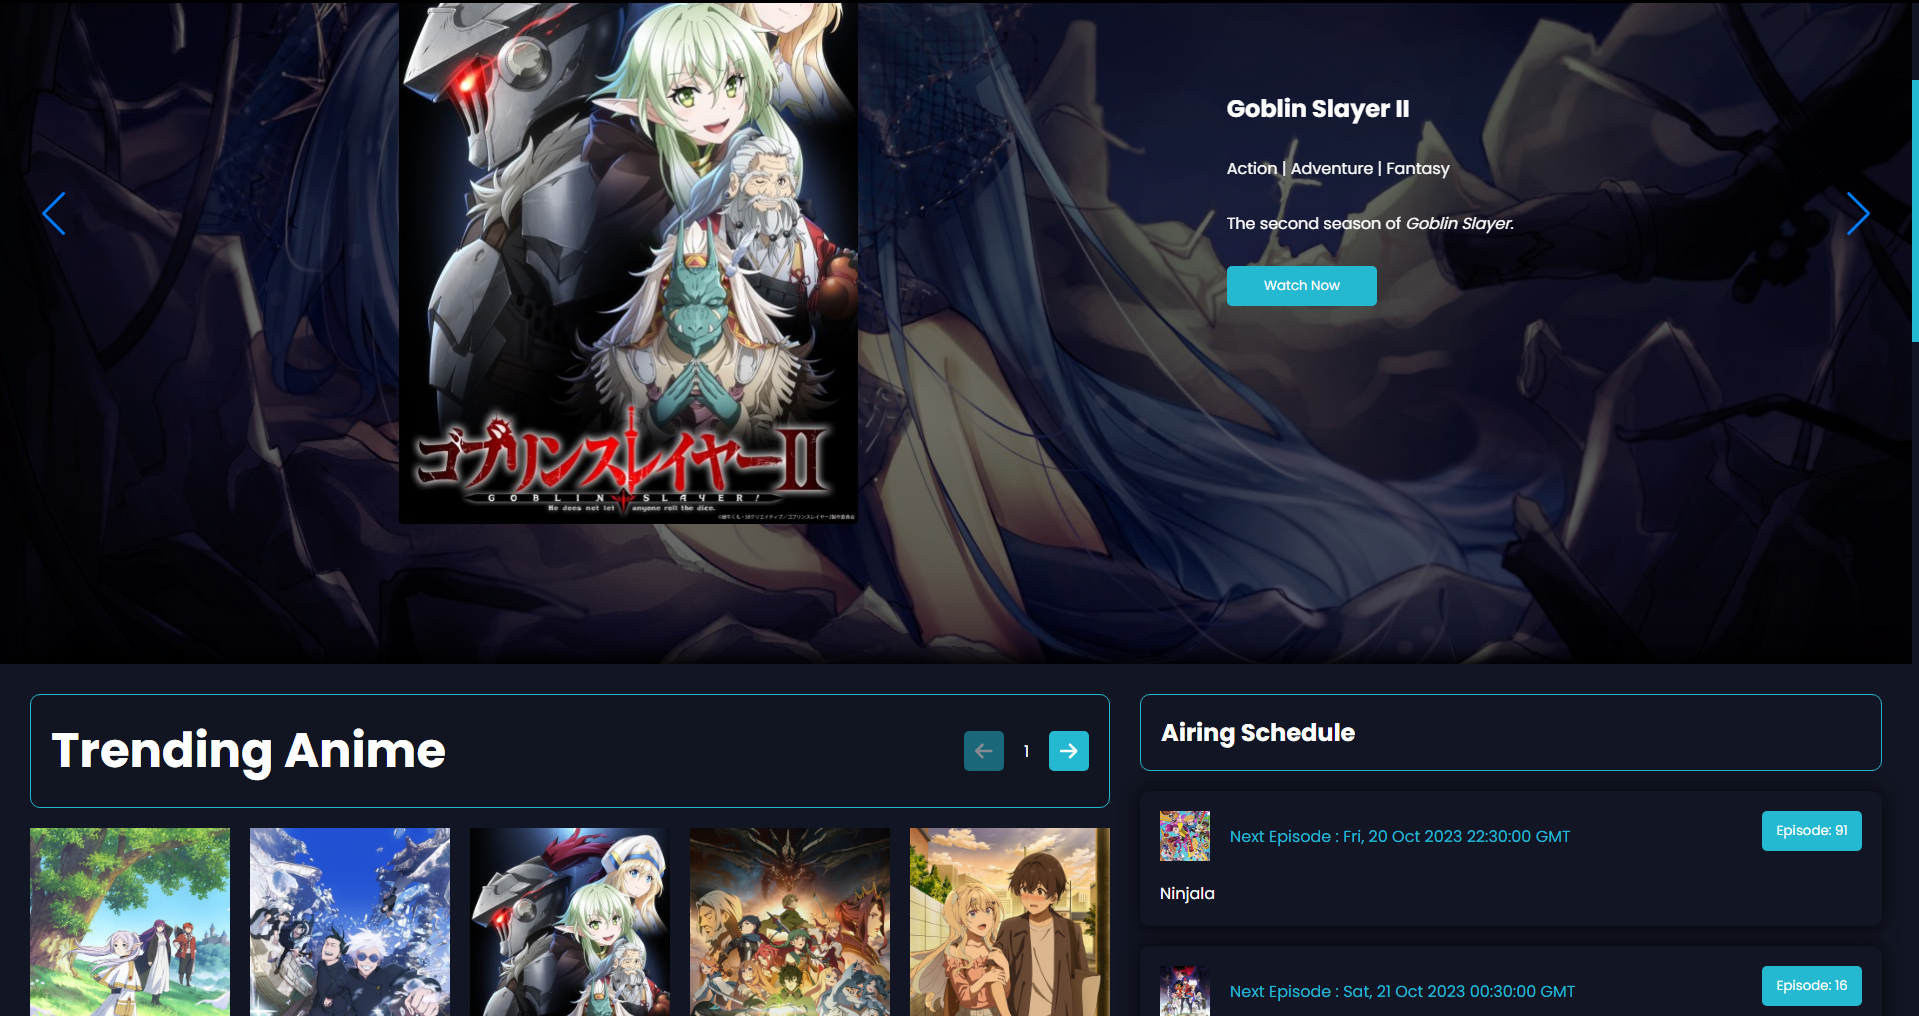 Goblin Slayer II
Action | Adventure | Fantasy
The second season of Goblin Slayer.
Watch Now
ゴブリンスレイヤーII
GOBLIN SLAYER!
He does not let anyone roll the dice.
Trending Anime
1
Airing Schedule
Next Episode : Fri, 20 Oct 2023 22:30:00 GMT
Episode: 91
Ninjala
Next Episode : Sat, 21 Oct 2023 00:30:00 GMT
Episode: 16